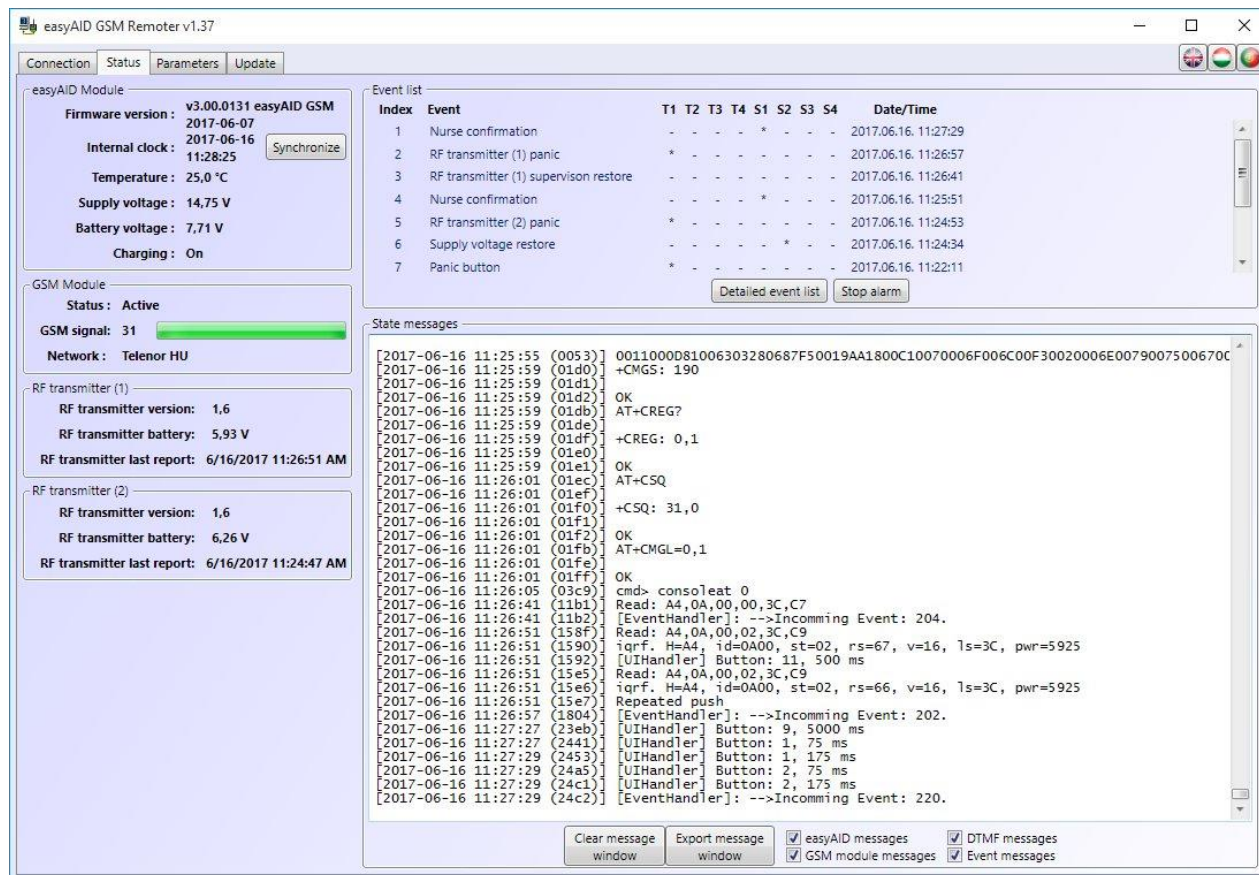 easyAID GSM Remoter v1.37
Connection Status Parameters Update
easyAID Module
Firmware version : v3.00.0131 easyAID GSM
2017-06-07
Internal clock : 2017-06-16
11:28:25 Synchronize
Temperature : 25,0 °C
Supply voltage : 14,75 V
Battery voltage : 7,71 V
Charging : On
GSM Module
Status : Active
GSM signal: 31
Network : Telenor HU
RF transmitter (1)
RF transmitter version: 1,6
RF transmitter battery: 5,93 V
RF transmitter last report: 6/16/2017 11:26:51 AM
RF transmitter (2)
RF transmitter version: 1,6
RF transmitter battery: 6,26 V
RF transmitter last report: 6/16/2017 11:24:47 AM
Event list
Index Event T1 T2 T3 T4 S1 S2 S3 S4 Date/Time
1 Nurse confirmation - - - - * - - - 2017.06.16. 11:27:29
2 RF transmitter (1) panic * - - - - - - - 2017.06.16. 11:26:57
3 RF transmitter (1) supervison restore - - - - - - - - 2017.06.16. 11:26:41
4 Nurse confirmation - - - - * - - - 2017.06.16. 11:25:51
5 RF transmitter (2) panic * - - - - - - - 2017.06.16. 11:24:53
6 Supply voltage restore - - - - - * - - 2017.06.16. 11:24:34
7 Panic button * - - - - - - - 2017.06.16. 11:22:11
Detailed event list Stop alarm
State messages
[2017-06-16 11:25:55 (0053)] 0011000D81006303280687F50019AA1800C10070006F006C00F30020006E0079007500670C
[2017-06-16 11:25:59 (01d0)] +CMGS: 190
[2017-06-16 11:25:59 (01d1)]
[2017-06-16 11:25:59 (01d2)] OK
[2017-06-16 11:25:59 (01db)] AT+CREG?
[2017-06-16 11:25:59 (01de)]
[2017-06-16 11:25:59 (01df)] +CREG: 0,1
[2017-06-16 11:25:59 (01e0)]
[2017-06-16 11:25:59 (01e1)] OK
[2017-06-16 11:26:01 (01ec)] AT+CSQ
[2017-06-16 11:26:01 (01ef)]
[2017-06-16 11:26:01 (01f0)] +CSQ: 31,0
[2017-06-16 11:26:01 (01f1)]
[2017-06-16 11:26:01 (01f2)] OK
[2017-06-16 11:26:01 (01fb)] AT+CMGL=0,1
[2017-06-16 11:26:01 (01fe)]
[2017-06-16 11:26:01 (01ff)] OK
[2017-06-16 11:26:05 (03c9)] cmd> consoleat 0
[2017-06-16 11:26:41 (11b1)] Read: A4,0A,00,00,3C,C7
[2017-06-16 11:26:41 (11b2)] [EventHandler]: -->Incomming Event: 204.
[2017-06-16 11:26:51 (158f)] Read: A4,0A,00,02,3C,C9
[2017-06-16 11:26:51 (1590)] iqrf. H=A4, id=0A00, st=02, rs=67, v=16, ls=3C, pwr=5925
[2017-06-16 11:26:51 (1592)] [UIHandler] Button: 11, 500 ms
[2017-06-16 11:26:51 (15e5)] Read: A4,0A,00,02,3C,C9
[2017-06-16 11:26:51 (15e6)] iqrf. H=A4, id=0A00, st=02, rs=66, v=16, ls=3C, pwr=5925
[2017-06-16 11:26:51 (15e7)] Repeated push
[2017-06-16 11:26:57 (1804)] [EventHandler]: -->Incomming Event: 202.
[2017-06-16 11:27:27 (23eb)] [UIHandler] Button: 9, 5000 ms
[2017-06-16 11:27:27 (2441)] [UIHandler] Button: 1, 75 ms
[2017-06-16 11:27:29 (2453)] [UIHandler] Button: 1, 175 ms
[2017-06-16 11:27:29 (24a5)] [UIHandler] Button: 2, 75 ms
[2017-06-16 11:27:29 (24c1)] [UIHandler] Button: 2, 175 ms
[2017-06-16 11:27:29 (24c2)] [EventHandler]: -->Incomming Event: 220.
Clear message window
Export message window
easyAID messages DTMF messages
GSM module messages Event messages